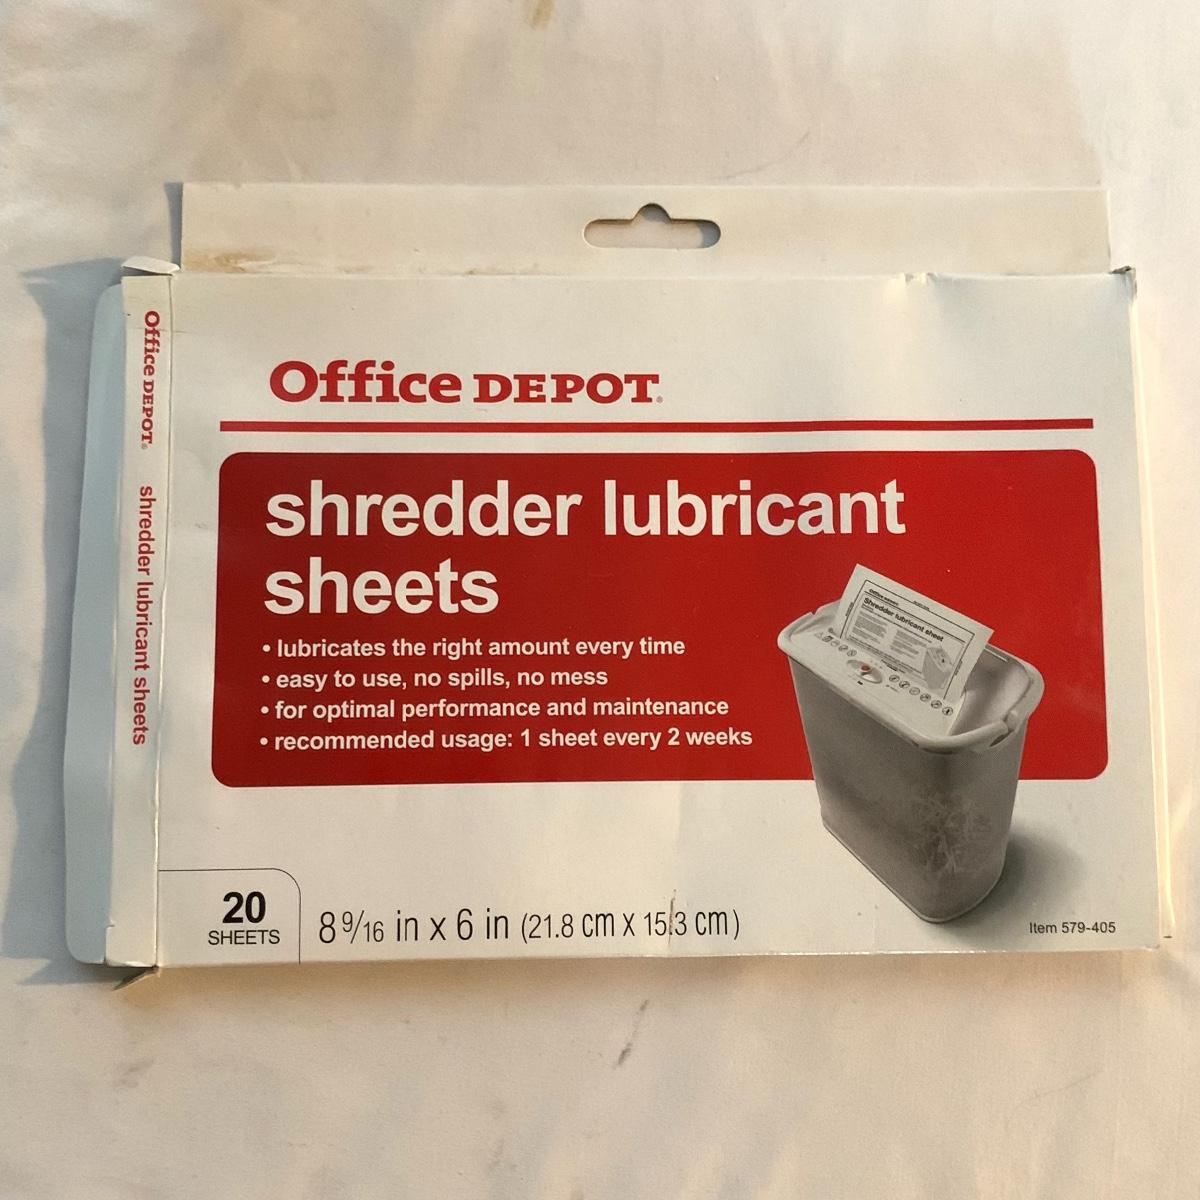 Office DEPOT®
shredder lubricant sheets
Office DEPOT®
shredder lubricant
sheets
• lubricates the right amount every time
• easy to use, no spills, no mess
• for optimal performance and maintenance
• recommended usage: 1 sheet every 2 weeks
Office DEPOT
Shredder lubricant sheet
20
SHEETS
8 9/16 in x 6 in (21.8 cm x 15.3 cm)
Item 579-405